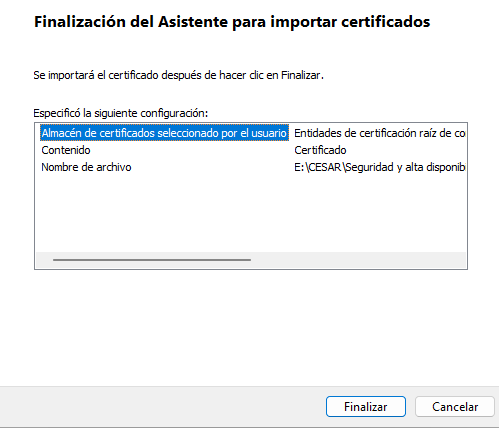 Finalización del Asistente para importar certificados
Se importará el certificado después de hacer clic en Finalizar.
Especificó la siguiente configuración:
Almacén de certificados seleccionado por el usuario Entidades de certificación raíz de co
Contenido Certificado
Nombre de archivo E:\CESAR\Seguridad y alta disponib
Finalizar Cancelar